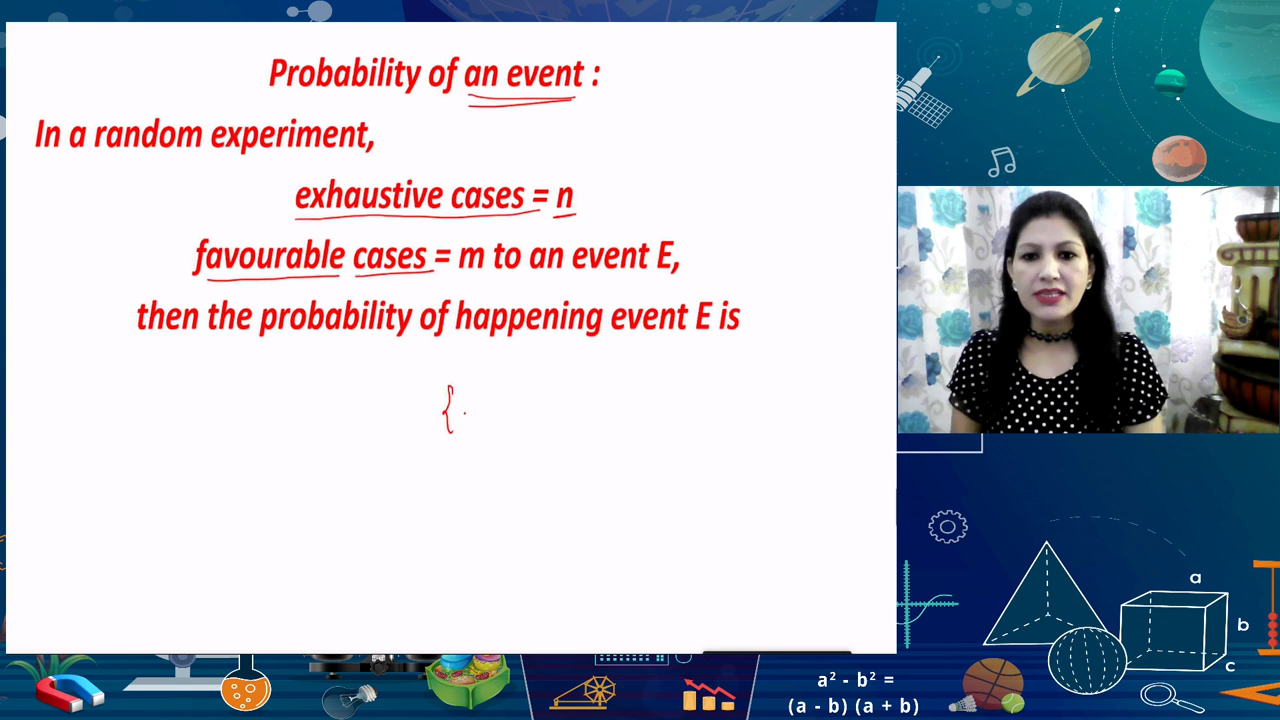 Probability of an event :
In a random experiment,
exhaustive cases = n
favourable cases = m to an event E,
then the probability of happening event E is
{
a
b
c
a² - b² =
(a - b) (a + b)